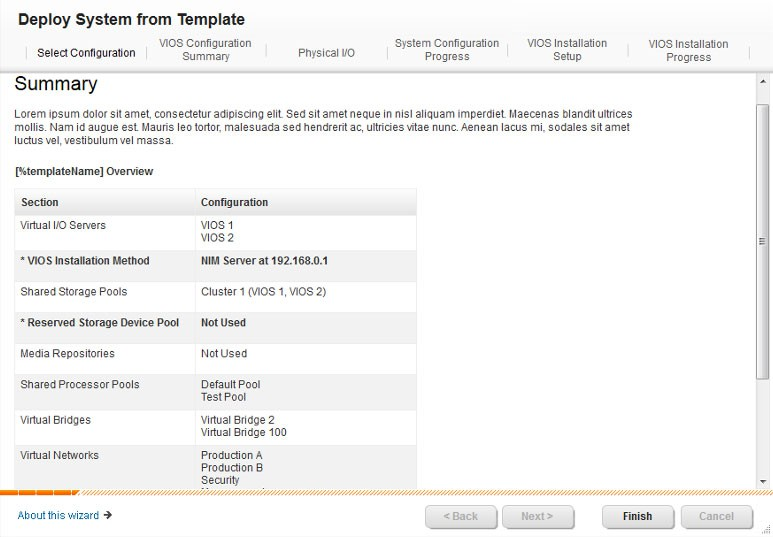 Deploy System from Template
Select Configuration
VIOS Configuration
Summary
Physical I/O
System Configuration
Progress
VIOS Installation
Setup
VIOS Installation
Progress
Summary
Lorem ipsum dolor sit amet, consectetur adipiscing elit. Sed sit amet neque in nisl aliquam imperdiet. Maecenas blandit ultrices
mollis. Nam id augue est. Mauris leo tortor, malesuada sed hendrerit ac, ultricies vitae nunc. Aenean lacus mi, sodales sit amet
luctus vel, vestibulum vel massa.
[%templateName] Overview
Section Configuration
Virtual I/O Servers VIOS 1
VIOS 2
* VIOS Installation Method NIM Server at 192.168.0.1
Shared Storage Pools Cluster 1 (VIOS 1, VIOS 2)
* Reserved Storage Device Pool Not Used
Media Repositories Not Used
Shared Processor Pools Default Pool
Test Pool
Virtual Bridges Virtual Bridge 2
Virtual Bridge 100
Virtual Networks Production A
Production B
Security
About this wizard
< Back Next > Finish Cancel